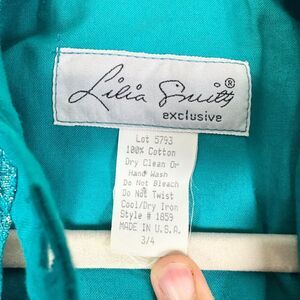 Lilia Smith®
exclusive
Lot 5793
100% Cotton
Dry Clean Or
Hand Wash
Do Not Bleach
Do Not Twist
Cool/Dry Iron
Style # 1859
MADE IN U.S.A.
3/4